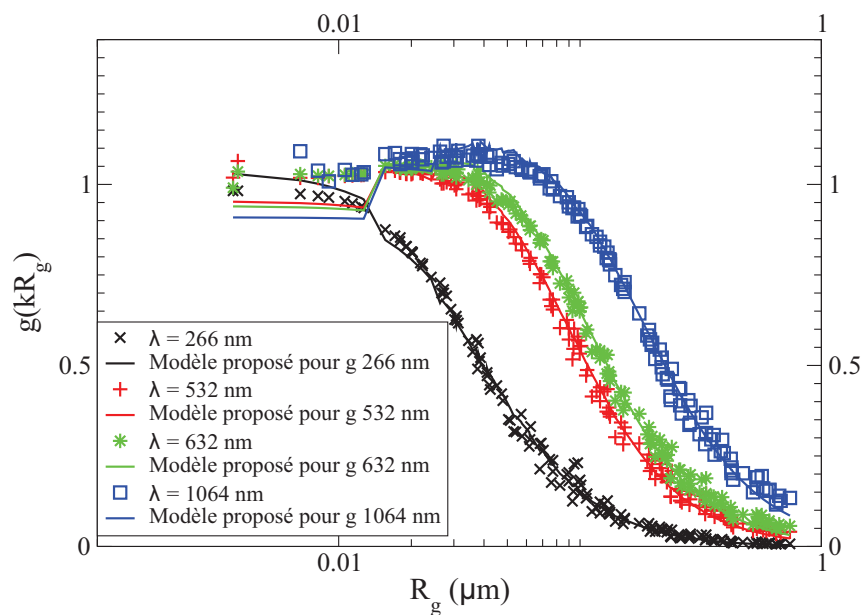 0.01 1
1 1
g(kRg)
0.5 0.5
λ = 266 nm
Modèle proposé pour g 266 nm
λ = 532 nm
Modèle proposé pour g 532 nm
λ = 632 nm
Modèle proposé pour g 632 nm
λ = 1064 nm
Modèle proposé pour g 1064 nm
0 0
0.01 1
Rg (μm)